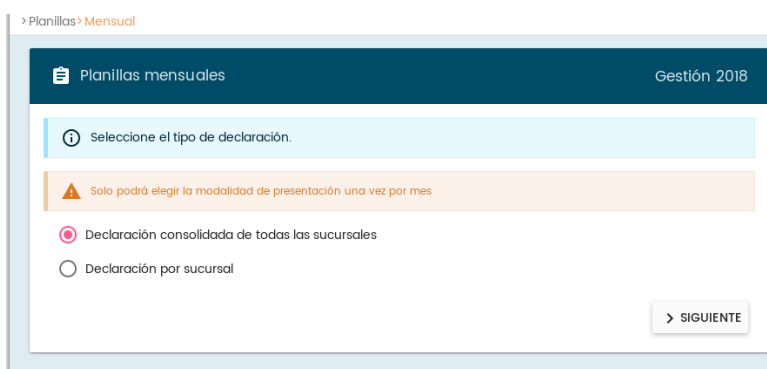 > Planillas > Mensual
Planillas mensuales Gestión 2018
Seleccione el tipo de declaración.
Solo podrá elegir la modalidad de presentación una vez por mes
Declaración consolidada de todas las sucursales
Declaración por sucursal
> SIGUIENTE